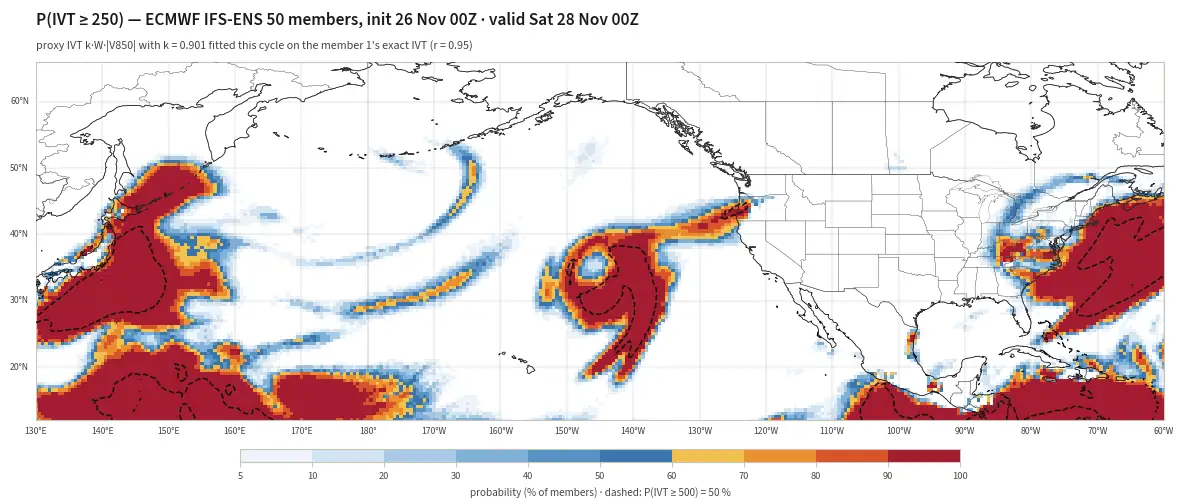 P(IVT ≥ 250) — ECMWF IFS-ENS 50 members, init 26 Nov 00Z · valid Sat 28 Nov 00Z
proxy IVT k·W·|V850| with k = 0.901 fitted this cycle on the member 1's exact IVT (r = 0.95)
60°N
50°N
40°N
30°N
20°N
130°E 140°E 150°E 160°E 170°E 180° 170°W 160°W 150°W 140°W 130°W 120°W 110°W 100°W 90°W 80°W 70°W 60°W
5 10 20 30 40 50 60 70 80 90 100
probability (% of members) · dashed: P(IVT ≥ 500) = 50 %